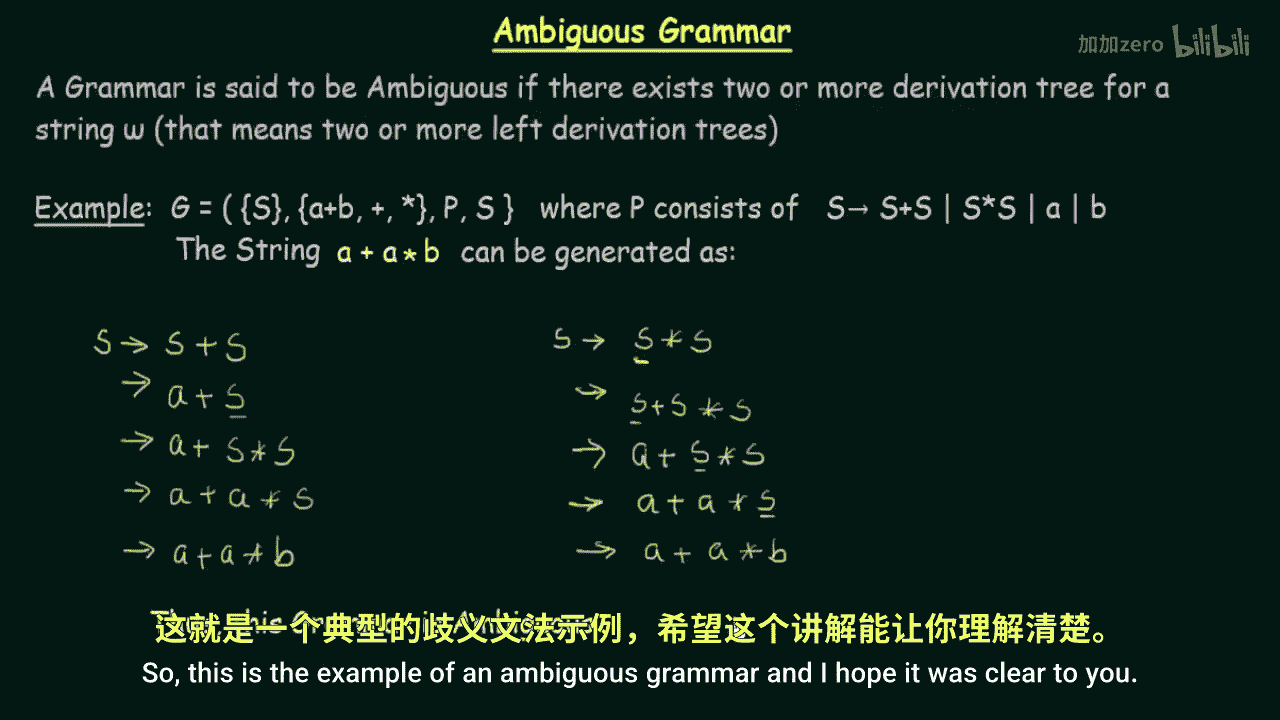 Ambiguous Grammar
加加zero bilibili
A Grammar is said to be Ambiguous if there exists two or more derivation tree for a
string w (that means two or more left derivation trees)
Example: G = ( {S}, {a+b, +, *}, P, S } where P consists of S→ S+S | S*S | a | b
The String a + a * b can be generated as:
S → S + S
→ a + S
→ a + S * S
→ a + a * S
→ a + a * b
S → S * S
→ S + S * S
→ a + S * S
→ a + a * S
→ a + a * b
这就是一个典型的歧义文法示例，希望这个讲解能让你理解清楚。
So, this is the example of an ambiguous grammar and I hope it was clear to you.